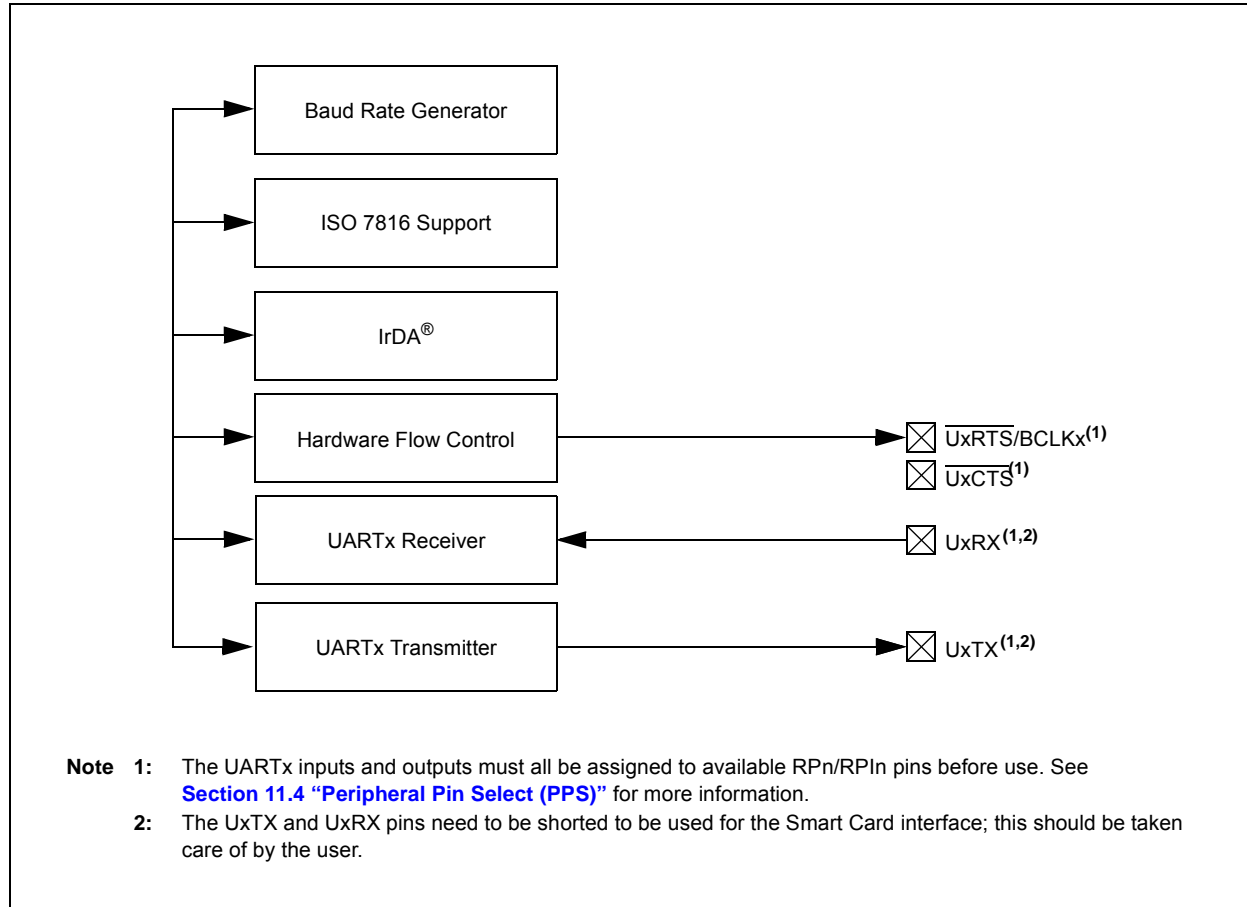 Baud Rate Generator
ISO 7816 Support
IrDA®
Hardware Flow Control
UxRTS/BCLKx(1)
UxCTS(1)
UARTx Receiver
UxRX(1,2)
UARTx Transmitter
UxTX(1,2)
Note 1: The UARTx inputs and outputs must all be assigned to available RPn/RPIn pins before use. See
Section 11.4 “Peripheral Pin Select (PPS)” for more information.
2: The UxTX and UxRX pins need to be shorted to be used for the Smart Card interface; this should be taken
care of by the user.